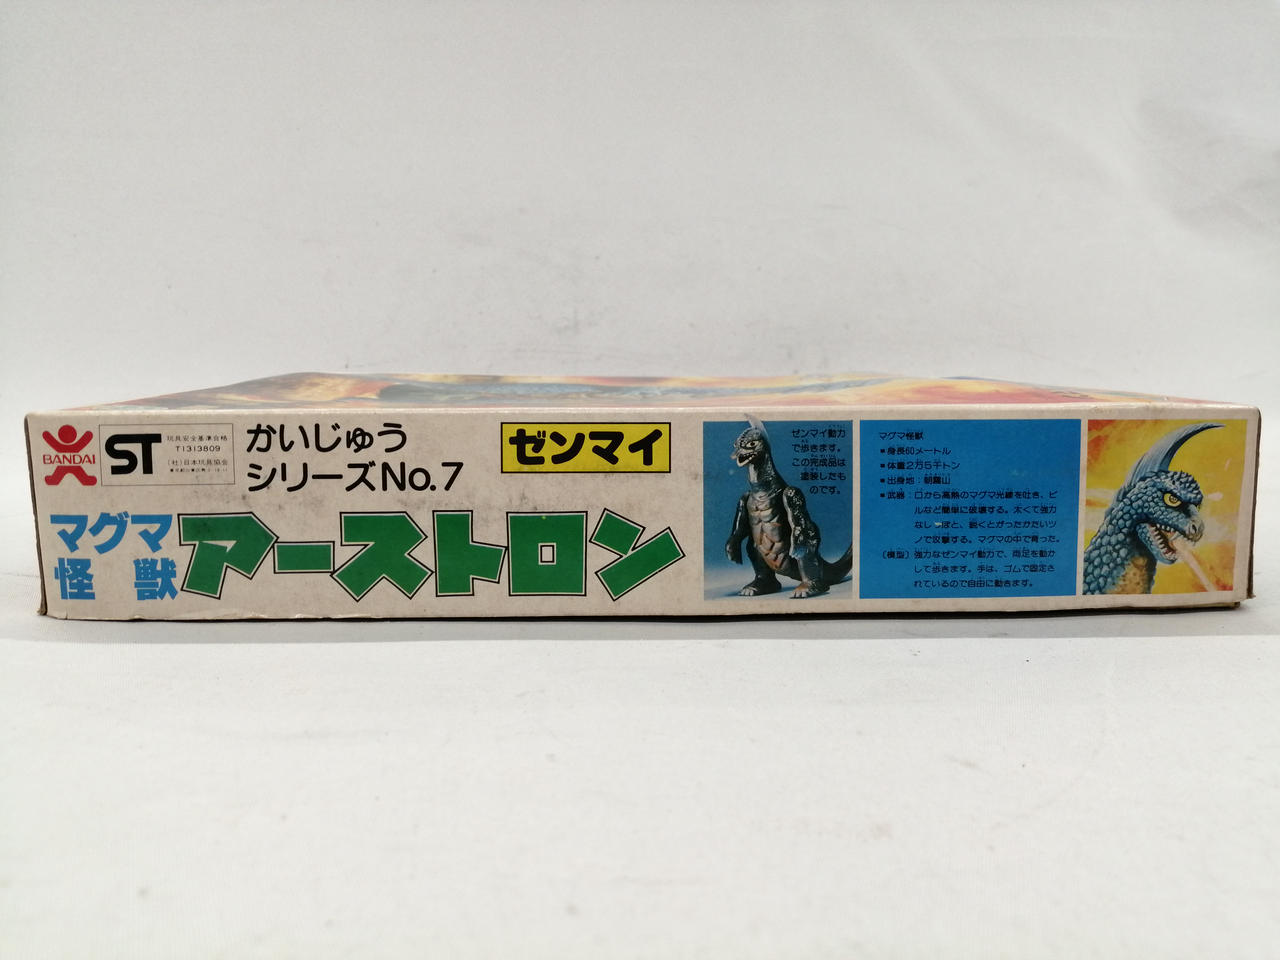 BANDAI
ST
玩具安全基準合格
T1313809
(社)日本玩具協会
かいじゅう
シリーズNo.7
ゼンマイ
マグマ
怪獣
アーストロン
ゼンマイ動力
で歩きます。
この完成品は
塗装したも
のです。
マグマ怪獣
■身長60メートル
■体重2万5千トン
■出身地：朝霧山
■武器：口から高熱のマグマ光線を吐き、ビ
ルなど簡単に破壊する。太くて強力
なしっぽと、鋭くとがったかたいツ
ノで攻撃する。マグマの中で育った。
〔模型〕強力なゼンマイ動力で、両足を動か
して歩きます。手は、ゴムで固定さ
れているので自由に動きます。